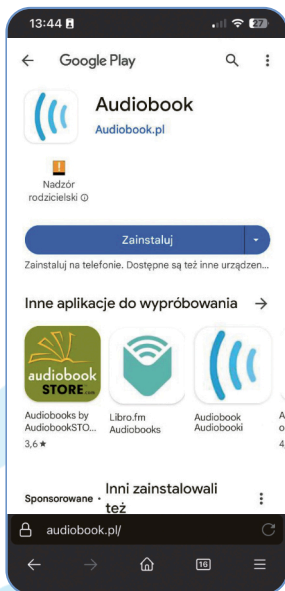 13:44
27
Google Play
Audiobook
Audiobook.pl
Nadzór
rodzicielski
Zainstaluj
Zainstaluj na telefonie. Dostępne są też inne urządzen...
Inne aplikacje do wypróbowania
audiobook
STORE.com
Audiobooks by
AudiobookSTO...
3,6★
Libro.fm
Audiobooks
Audiobook
Audiobooki
A
o
4,
Sponsorowane • Inni zainstalowali
też
audiobook.pl/
16